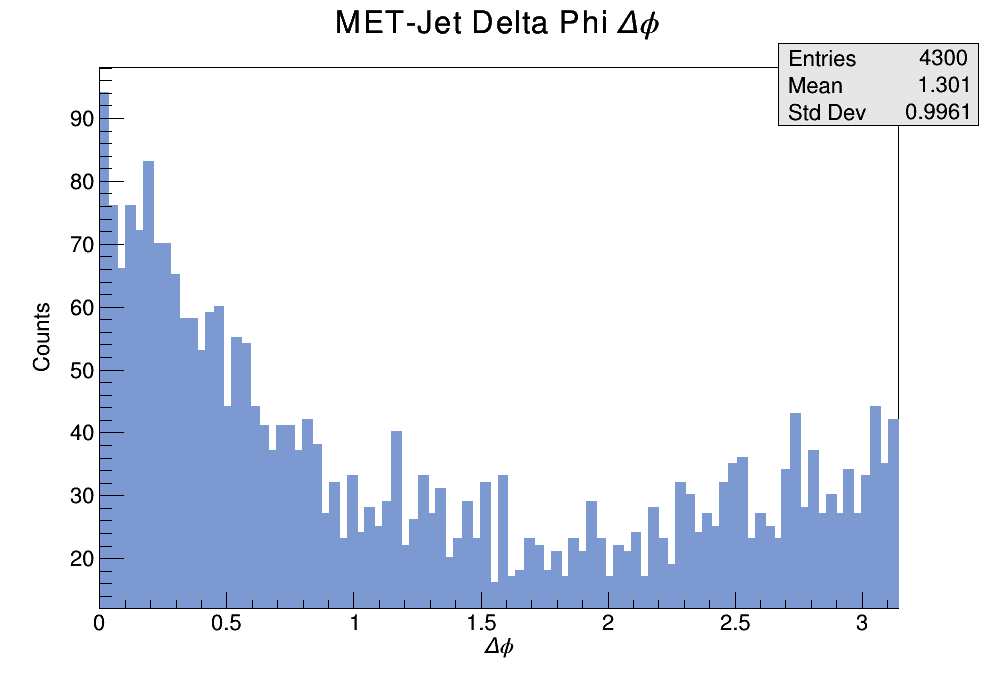 MET-Jet Delta Phi Δϕ
Entries 4300
Mean 1.301
Std Dev 0.9961
90
80
70
60
50
40
30
20
Counts
0 0.5 1 1.5 2 2.5 3
Δϕ